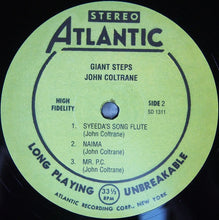 STEREO
ATLANTIC
GIANT STEPS
JOHN COLTRANE
HIGH FIDELITY
SIDE 2
SD 1311
1. SYEEDA'S SONG FLUTE
(John Coltrane)
2. NAIMA
(John Coltrane)
3. MR. P.C.
(John Coltrane)
33⅓
RPM
LONG PLAYING UNBREAKABLE
ATLANTIC RECORDING CORP., NEW YORK